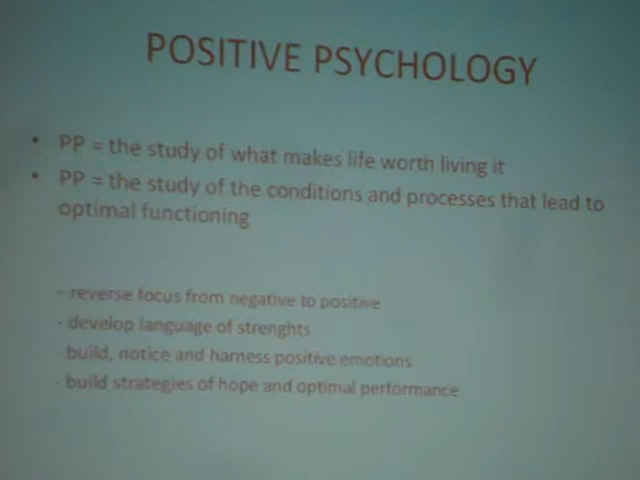 POSITIVE PSYCHOLOGY
• PP = the study of what makes life worth living it
• PP = the study of the conditions and processes that lead to
optimal functioning
- reverse focus from negative to positive
- develop language of strenghts
- build, notice and harness positive emotions
- build strategies of hope and optimal performance